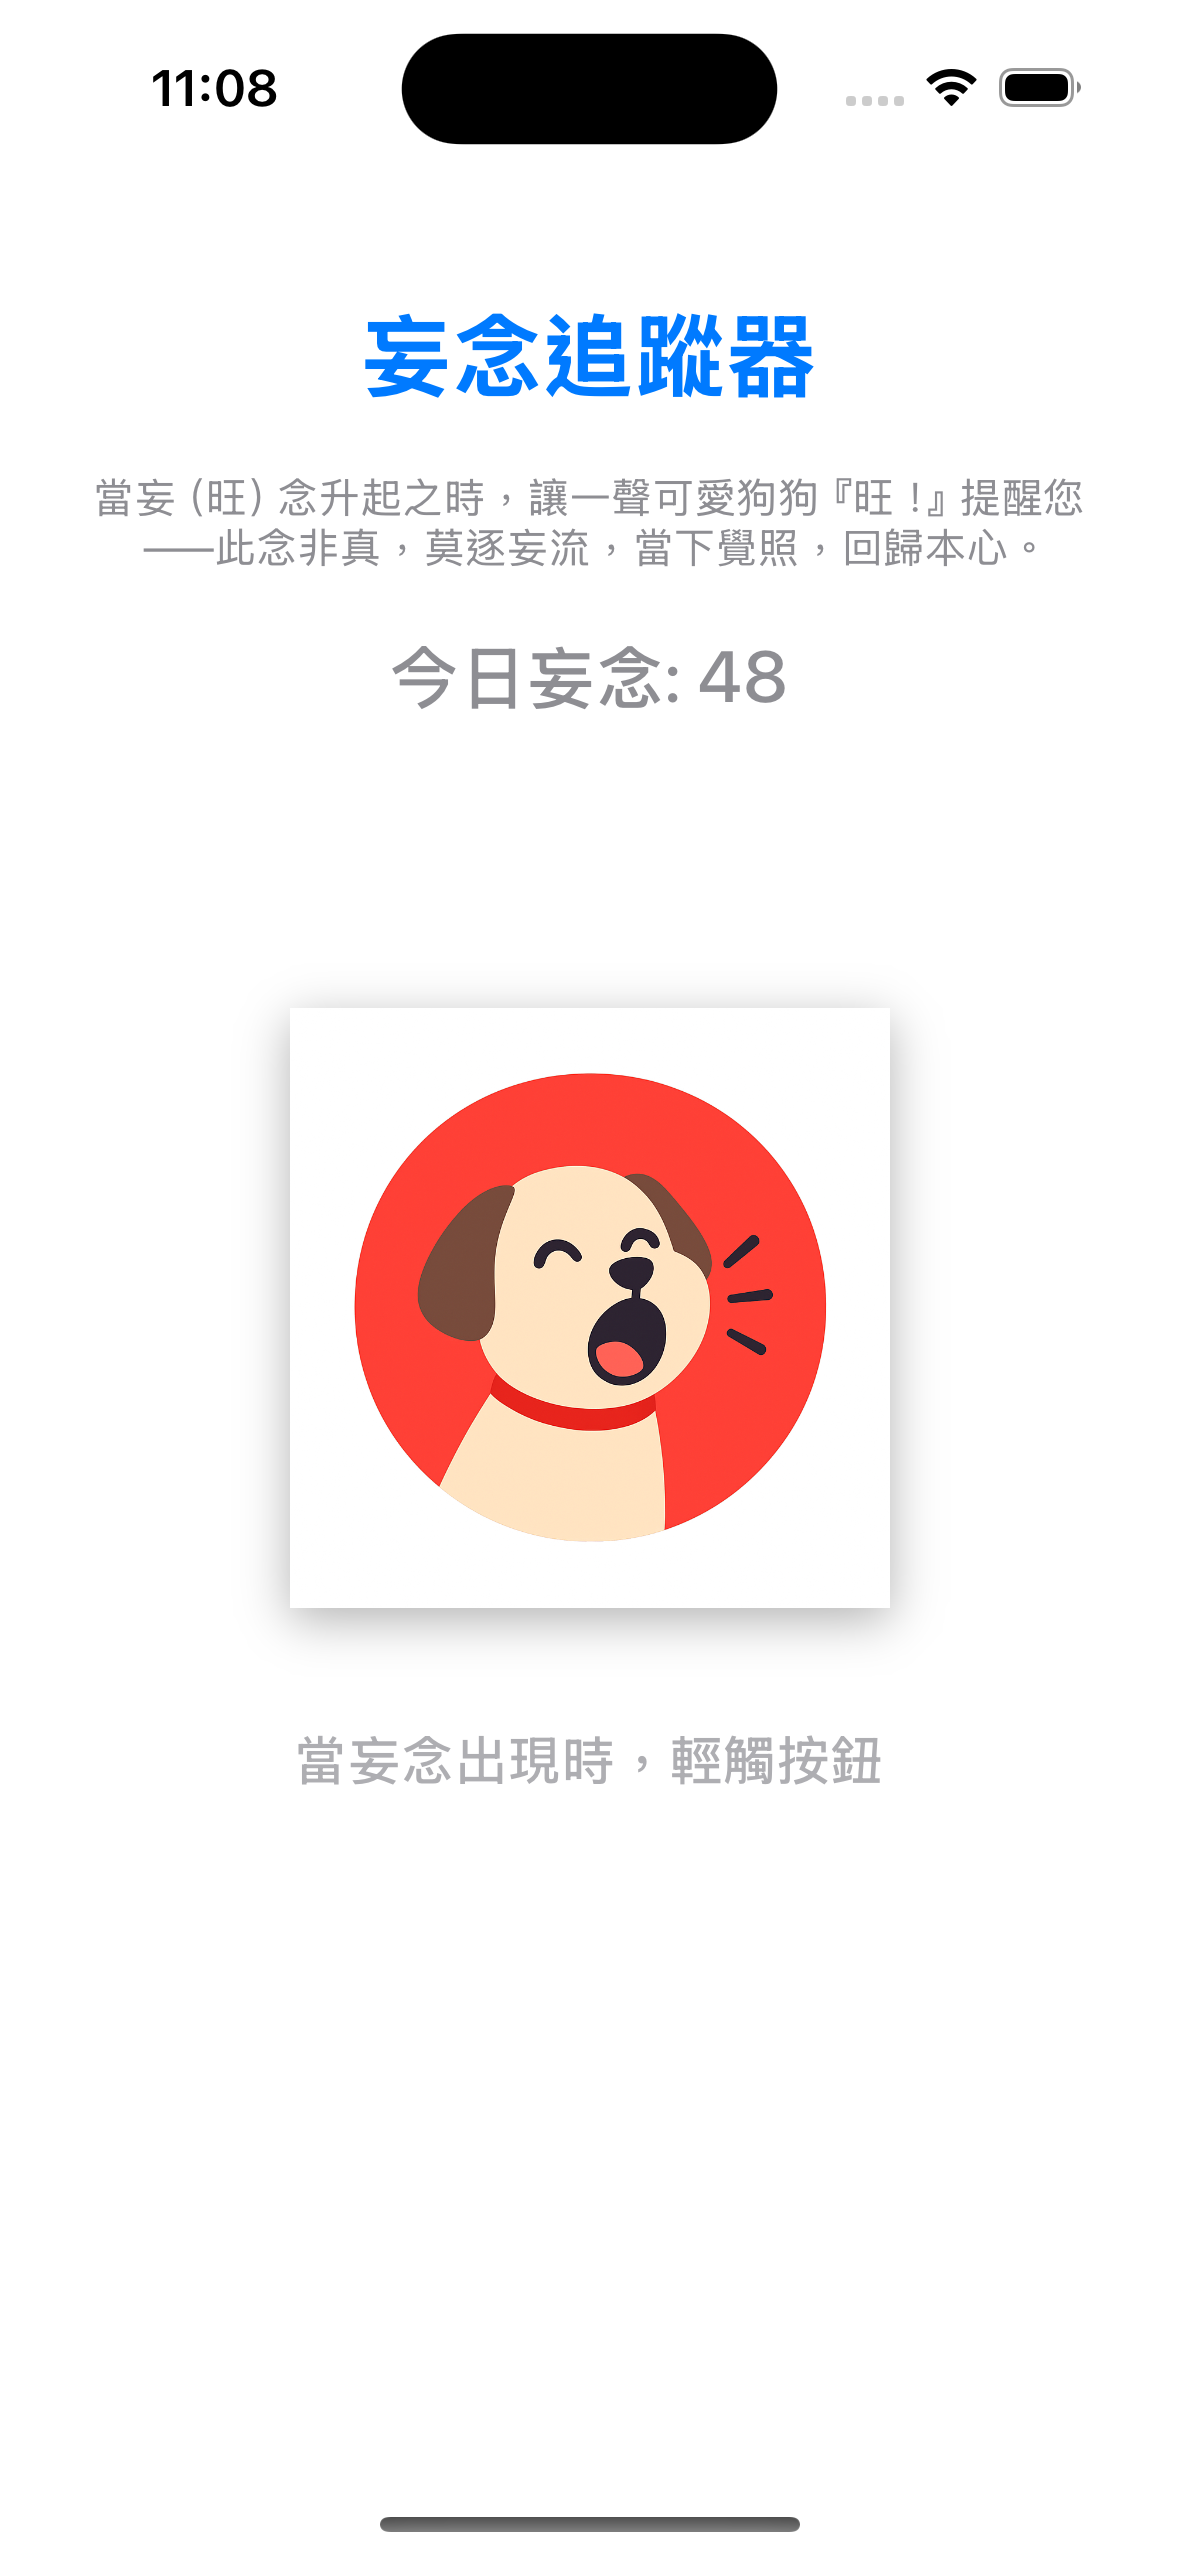 11:08
妄念追蹤器
當妄（旺）念升起之時，讓一聲可愛狗狗『旺！』提醒您
——此念非真，莫逐妄流，當下覺照，回歸本心。
今日妄念: 48
當妄念出現時，輕觸按鈕